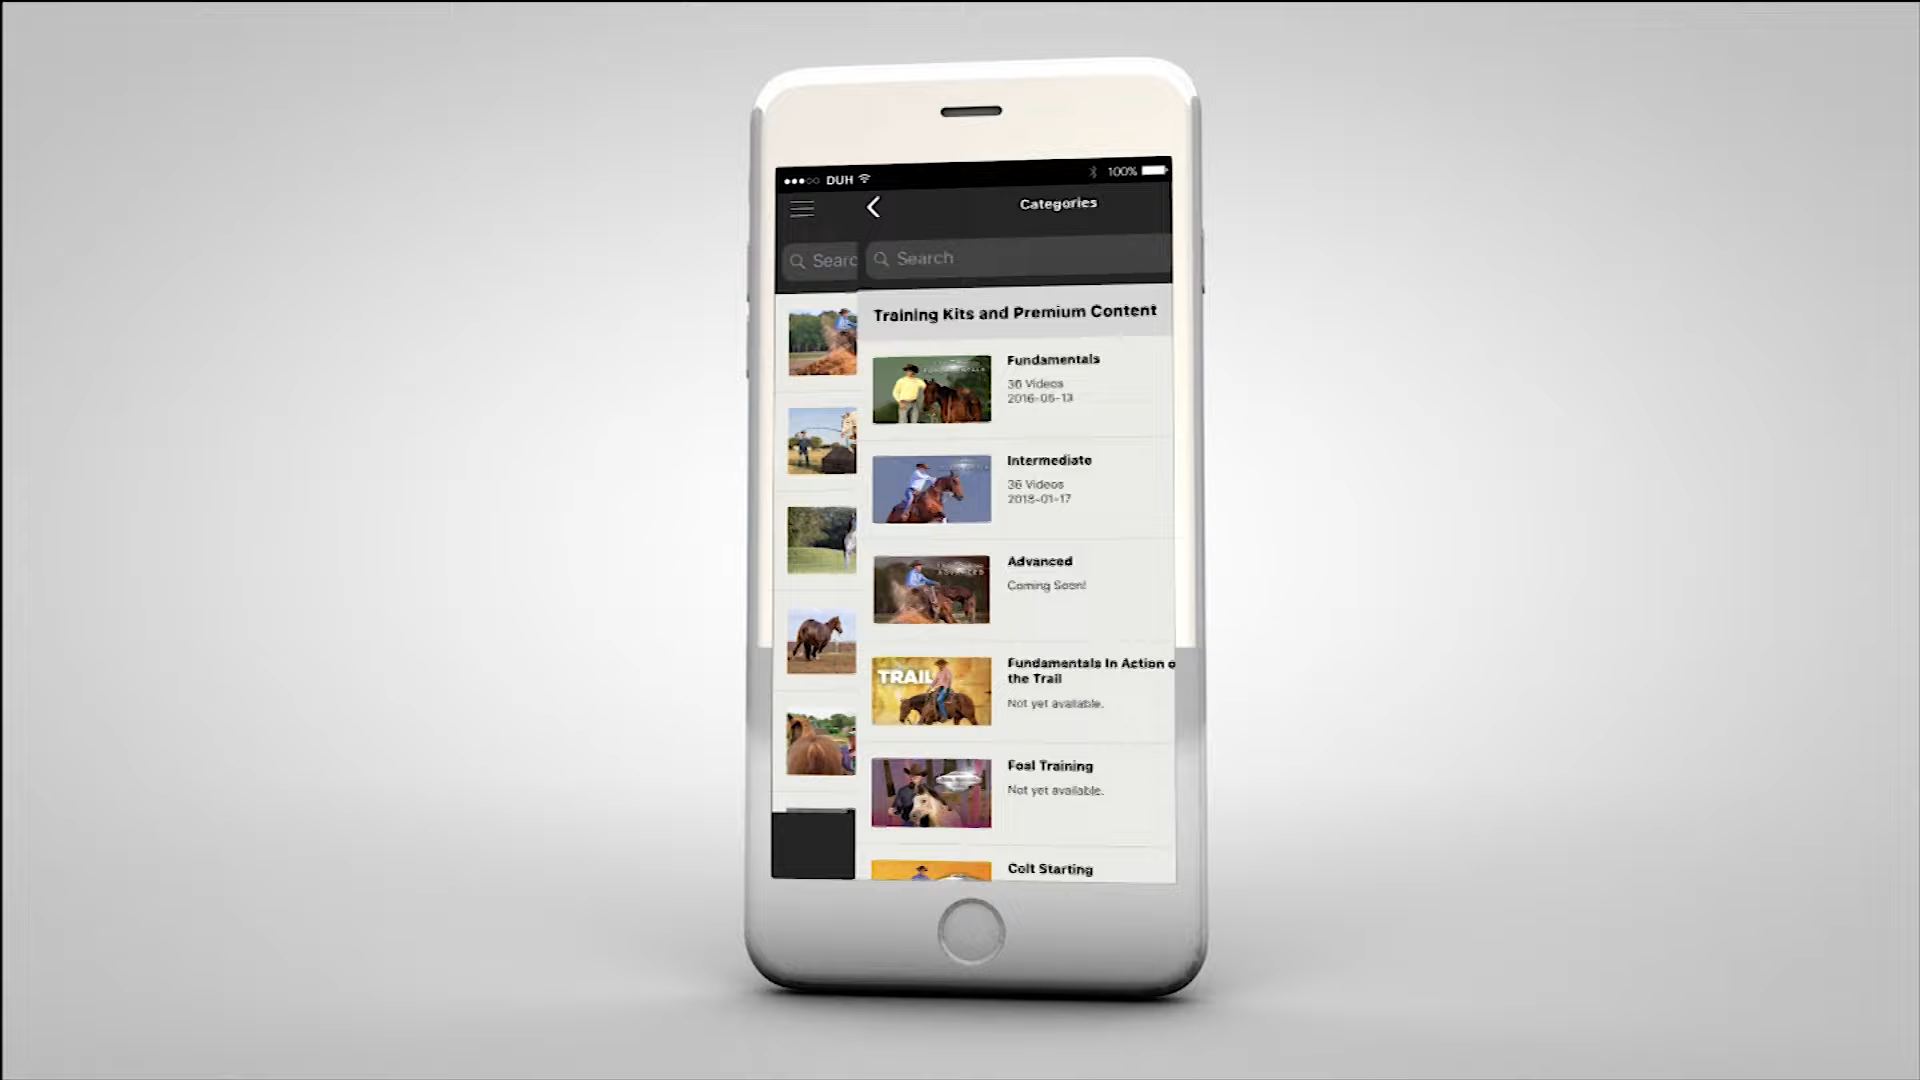 DUH
100%
Categories
Searc
Search
Training Kits and Premium Content
Fundamentals
36 Videos
2016-05-13
Intermediate
36 Videos
2018-01-17
Advanced
Coming Soon!
TRAIL
Fundamentals In Action o
the Trail
Not yet available.
Foal Training
Not yet available.
Colt Starting